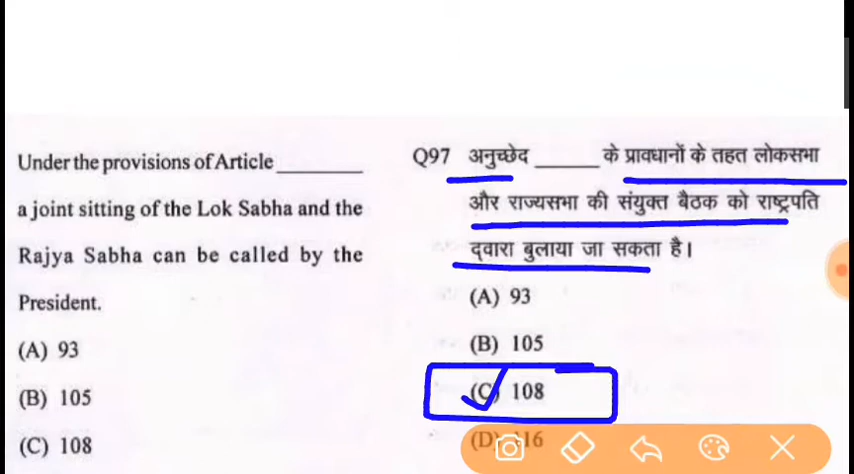 Under the provisions of Article ________
a joint sitting of the Lok Sabha and the
Rajya Sabha can be called by the
President.
(A) 93
(B) 105
(C) 108
Q97 अनुच्छेद ______ के प्रावधानों के तहत लोकसभा
और राज्यसभा की संयुक्त बैठक को राष्ट्रपति
द्वारा बुलाया जा सकता है।
(A) 93
(B) 105
(C) 108
(D) 116